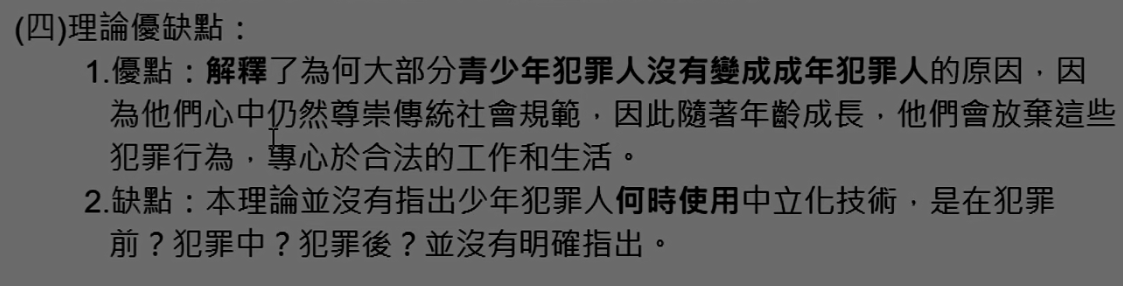 (四)理論優缺點：
1.優點：解釋了為何大部分青少年犯罪人沒有變成成年犯罪人的原因，因
為他們心中仍然尊崇傳統社會規範，因此隨著年齡成長，他們會放棄這些
犯罪行為，專心於合法的工作和生活。
2.缺點：本理論並沒有指出少年犯罪人何時使用中立化技術，是在犯罪
前？犯罪中？犯罪後？並沒有明確指出。